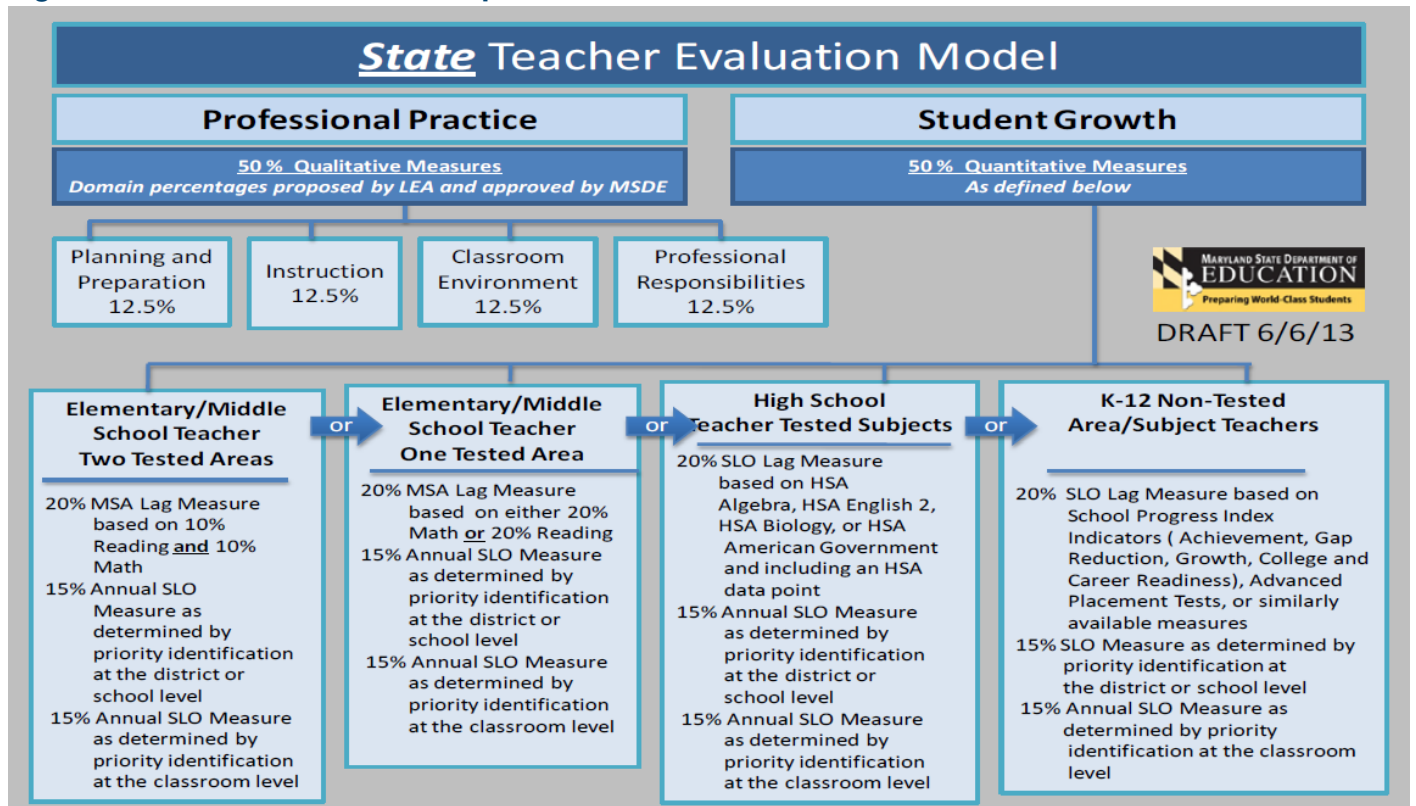 State Teacher Evaluation Model
Professional Practice
50 % Qualitative Measures
Domain percentages proposed by LEA and approved by MSDE
Student Growth
50 % Quantitative Measures
As defined below
Planning and
Preparation
12.5%
Instruction
12.5%
Classroom
Environment
12.5%
Professional
Responsibilities
12.5%
MARYLAND STATE DEPARTMENT OF
EDUCATION
Preparing World-Class Students
DRAFT 6/6/13
Elementary/Middle
School Teacher
Two Tested Areas
20% MSA Lag Measure
based on 10%
Reading and 10%
Math
15% Annual SLO
Measure as
determined by
priority identification
at the district or
school level
15% Annual SLO Measure
as determined by
priority identification
at the classroom level
or
Elementary/Middle
School Teacher
One Tested Area
20% MSA Lag Measure
based on either 20%
Math or 20% Reading
15% Annual SLO Measure
as determined by
priority identification
at the district or
school level
15% Annual SLO Measure
as determined by
priority identification
at the classroom level
or
High School
Teacher Tested Subjects
20% SLO Lag Measure
based on HSA
Algebra, HSA English 2,
HSA Biology, or HSA
American Government
and including an HSA
data point
15% Annual SLO Measure
as determined by
priority identification
at the district or
school level
15% Annual SLO Measure
as determined by
priority identification
at the classroom level
or
K-12 Non-Tested
Area/Subject Teachers
20% SLO Lag Measure based on
School Progress Index
Indicators ( Achievement, Gap
Reduction, Growth, College and
Career Readiness), Advanced
Placement Tests, or similarly
available measures
15% SLO Measure as determined by
priority identification at
the district or school level
15% Annual SLO Measure as
determined by priority
identification at the classroom
level